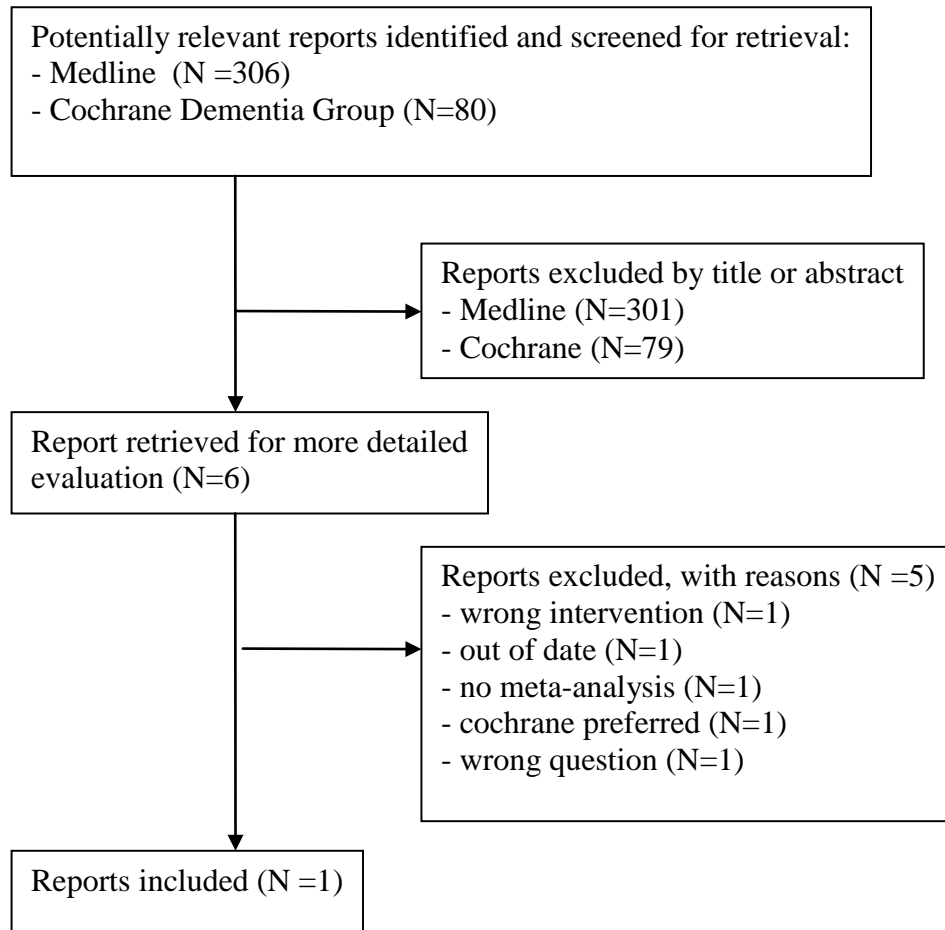 Potentially relevant reports identified and screened for retrieval:
- Medline  (N =306)
- Cochrane Dementia Group (N=80)
Reports excluded by title or abstract
- Medline (N=301)
- Cochrane (N=79)
Report retrieved for more detailed
evaluation (N=6)
Reports excluded, with reasons (N =5)
- wrong intervention (N=1)
- out of date (N=1)
- no meta-analysis (N=1)
- cochrane preferred (N=1)
- wrong question (N=1)
Reports included (N =1)